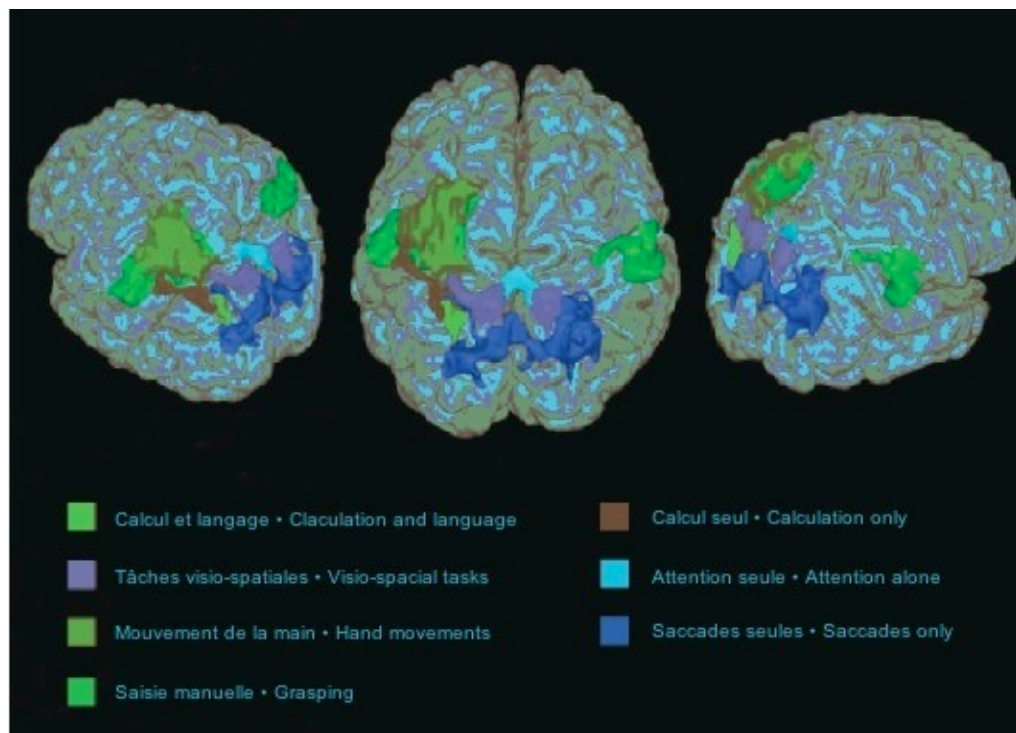 Calcul et langage • Claculation and language
Calcul seul • Calculation only
Tâches visio-spatiales • Visio-spacial tasks
Attention seule • Attention alone
Mouvement de la main • Hand movements
Saccades seules • Saccades only
Saisie manuelle • Grasping